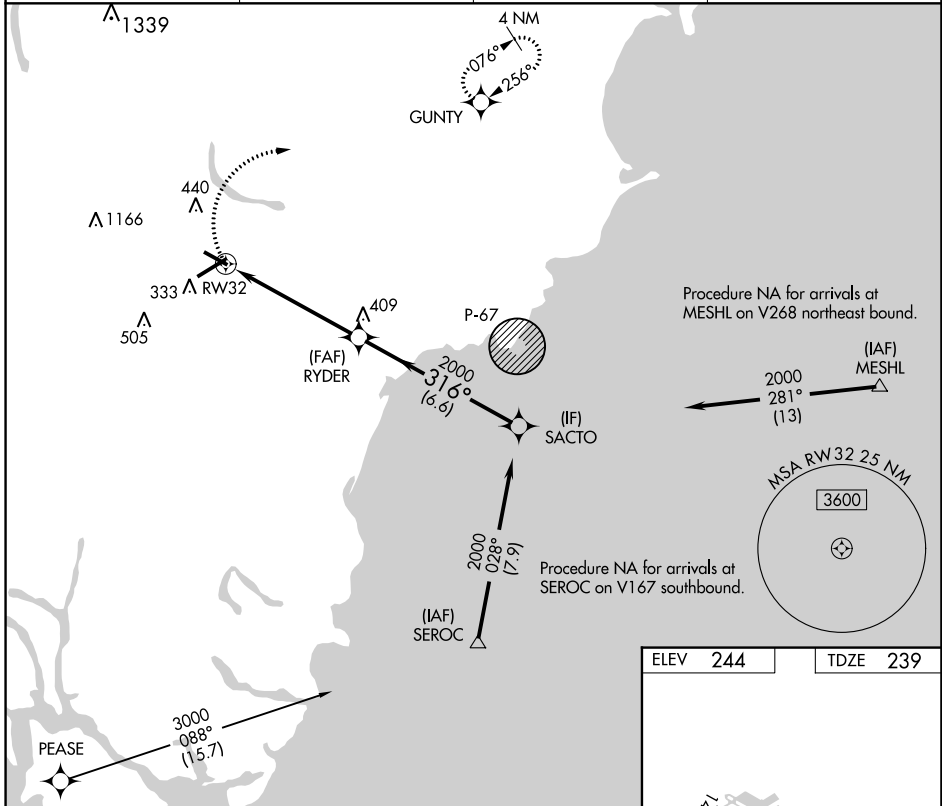 1339
4 NM
076°
256°
GUNTY
440
1166
333
RW32
505
409
(FAF)
RYDER
P-67
2000
316°
(6.6)
(IF)
SACTO
Procedure NA for arrivals at
MESHL on V268 northeast bound.
(IAF)
MESHL
2000
281°
(13)
MSA RW32 25 NM
3600
2000
028°
(7.9)
Procedure NA for arrivals at
SEROC on V167 southbound.
(IAF)
SEROC
3000
088°
(15.7)
PEASE
ELEV 244
TDZE 239